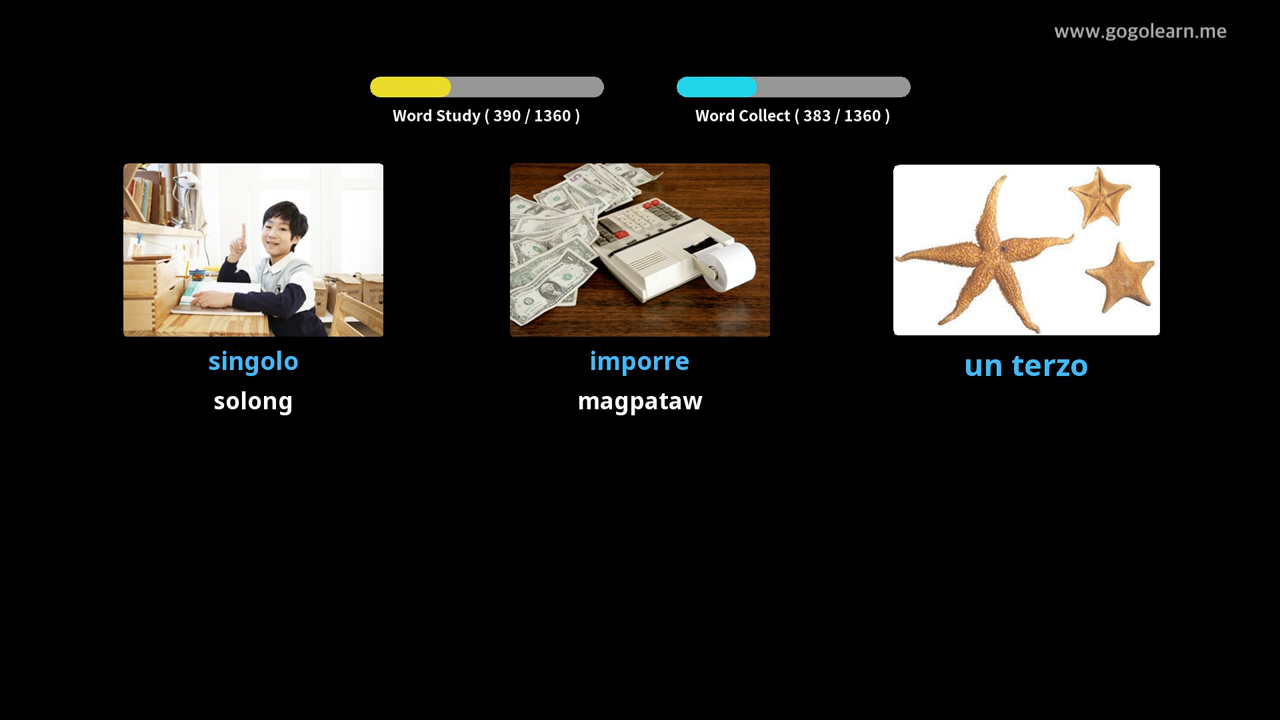 www.gogolearn.me
Word Study ( 390 / 1360 )
Word Collect ( 383 / 1360 )
singolo
solong
imporre
magpataw
un terzo